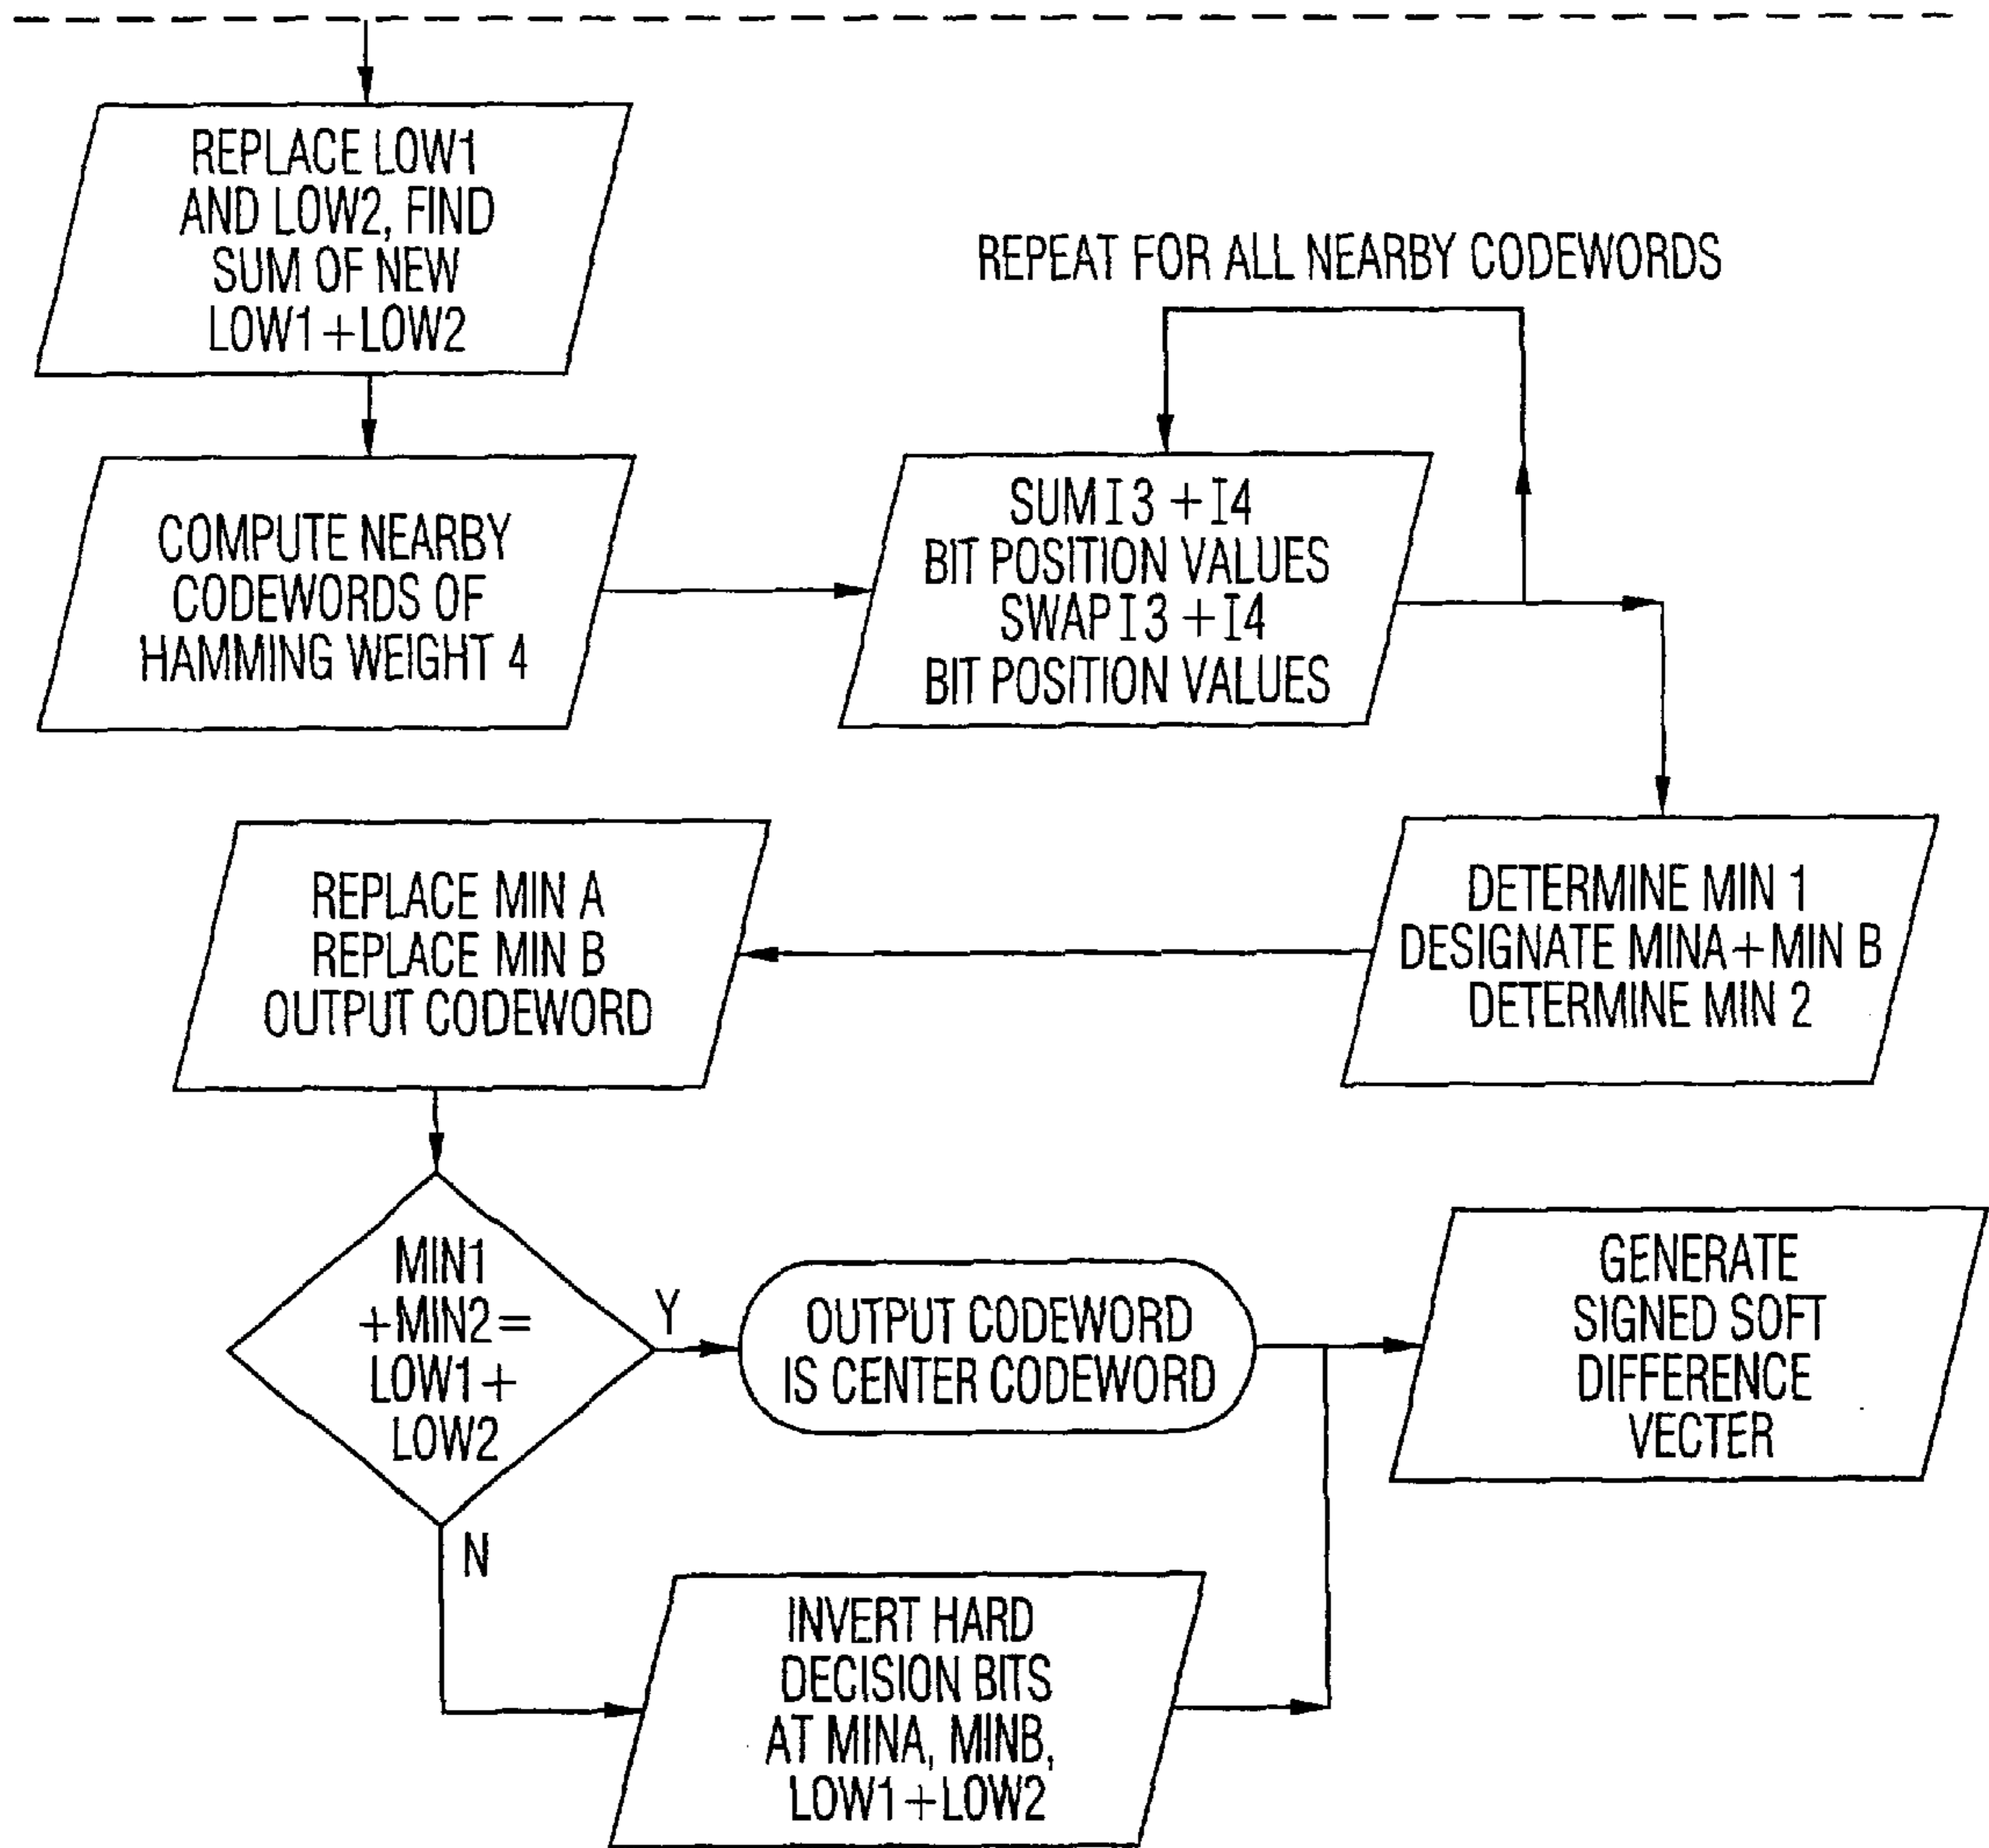 REPLACE LOW1
AND LOW2, FIND
SUM OF NEW
LOW1+LOW2
REPEAT FOR ALL NEARBY CODEWORDS
COMPUTE NEARBY
CODEWORDS OF
HAMMING WEIGHT 4
SUM I3 +I4
BIT POSITION VALUES
SWAP I3 +I4
BIT POSITION VALUES
DETERMINE MIN 1
DESIGNATE MINA+MIN B
DETERMINE MIN 2
REPLACE MIN A
REPLACE MIN B
OUTPUT CODEWORD
MIN1
+MIN2=
LOW1+
LOW2
Y
N
OUTPUT CODEWORD
IS CENTER CODEWORD
GENERATE
SIGNED SOFT
DIFFERENCE
VECTER
INVERT HARD
DECISION BITS
AT MINA, MINB,
LOW1+LOW2